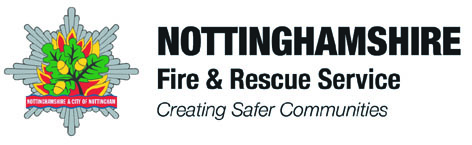 NOTTINGHAMSHIRE
Fire & Rescue Service
Creating Safer Communities
NOTTINGHAMSHIRE & CITY OF NOTTINGHAM